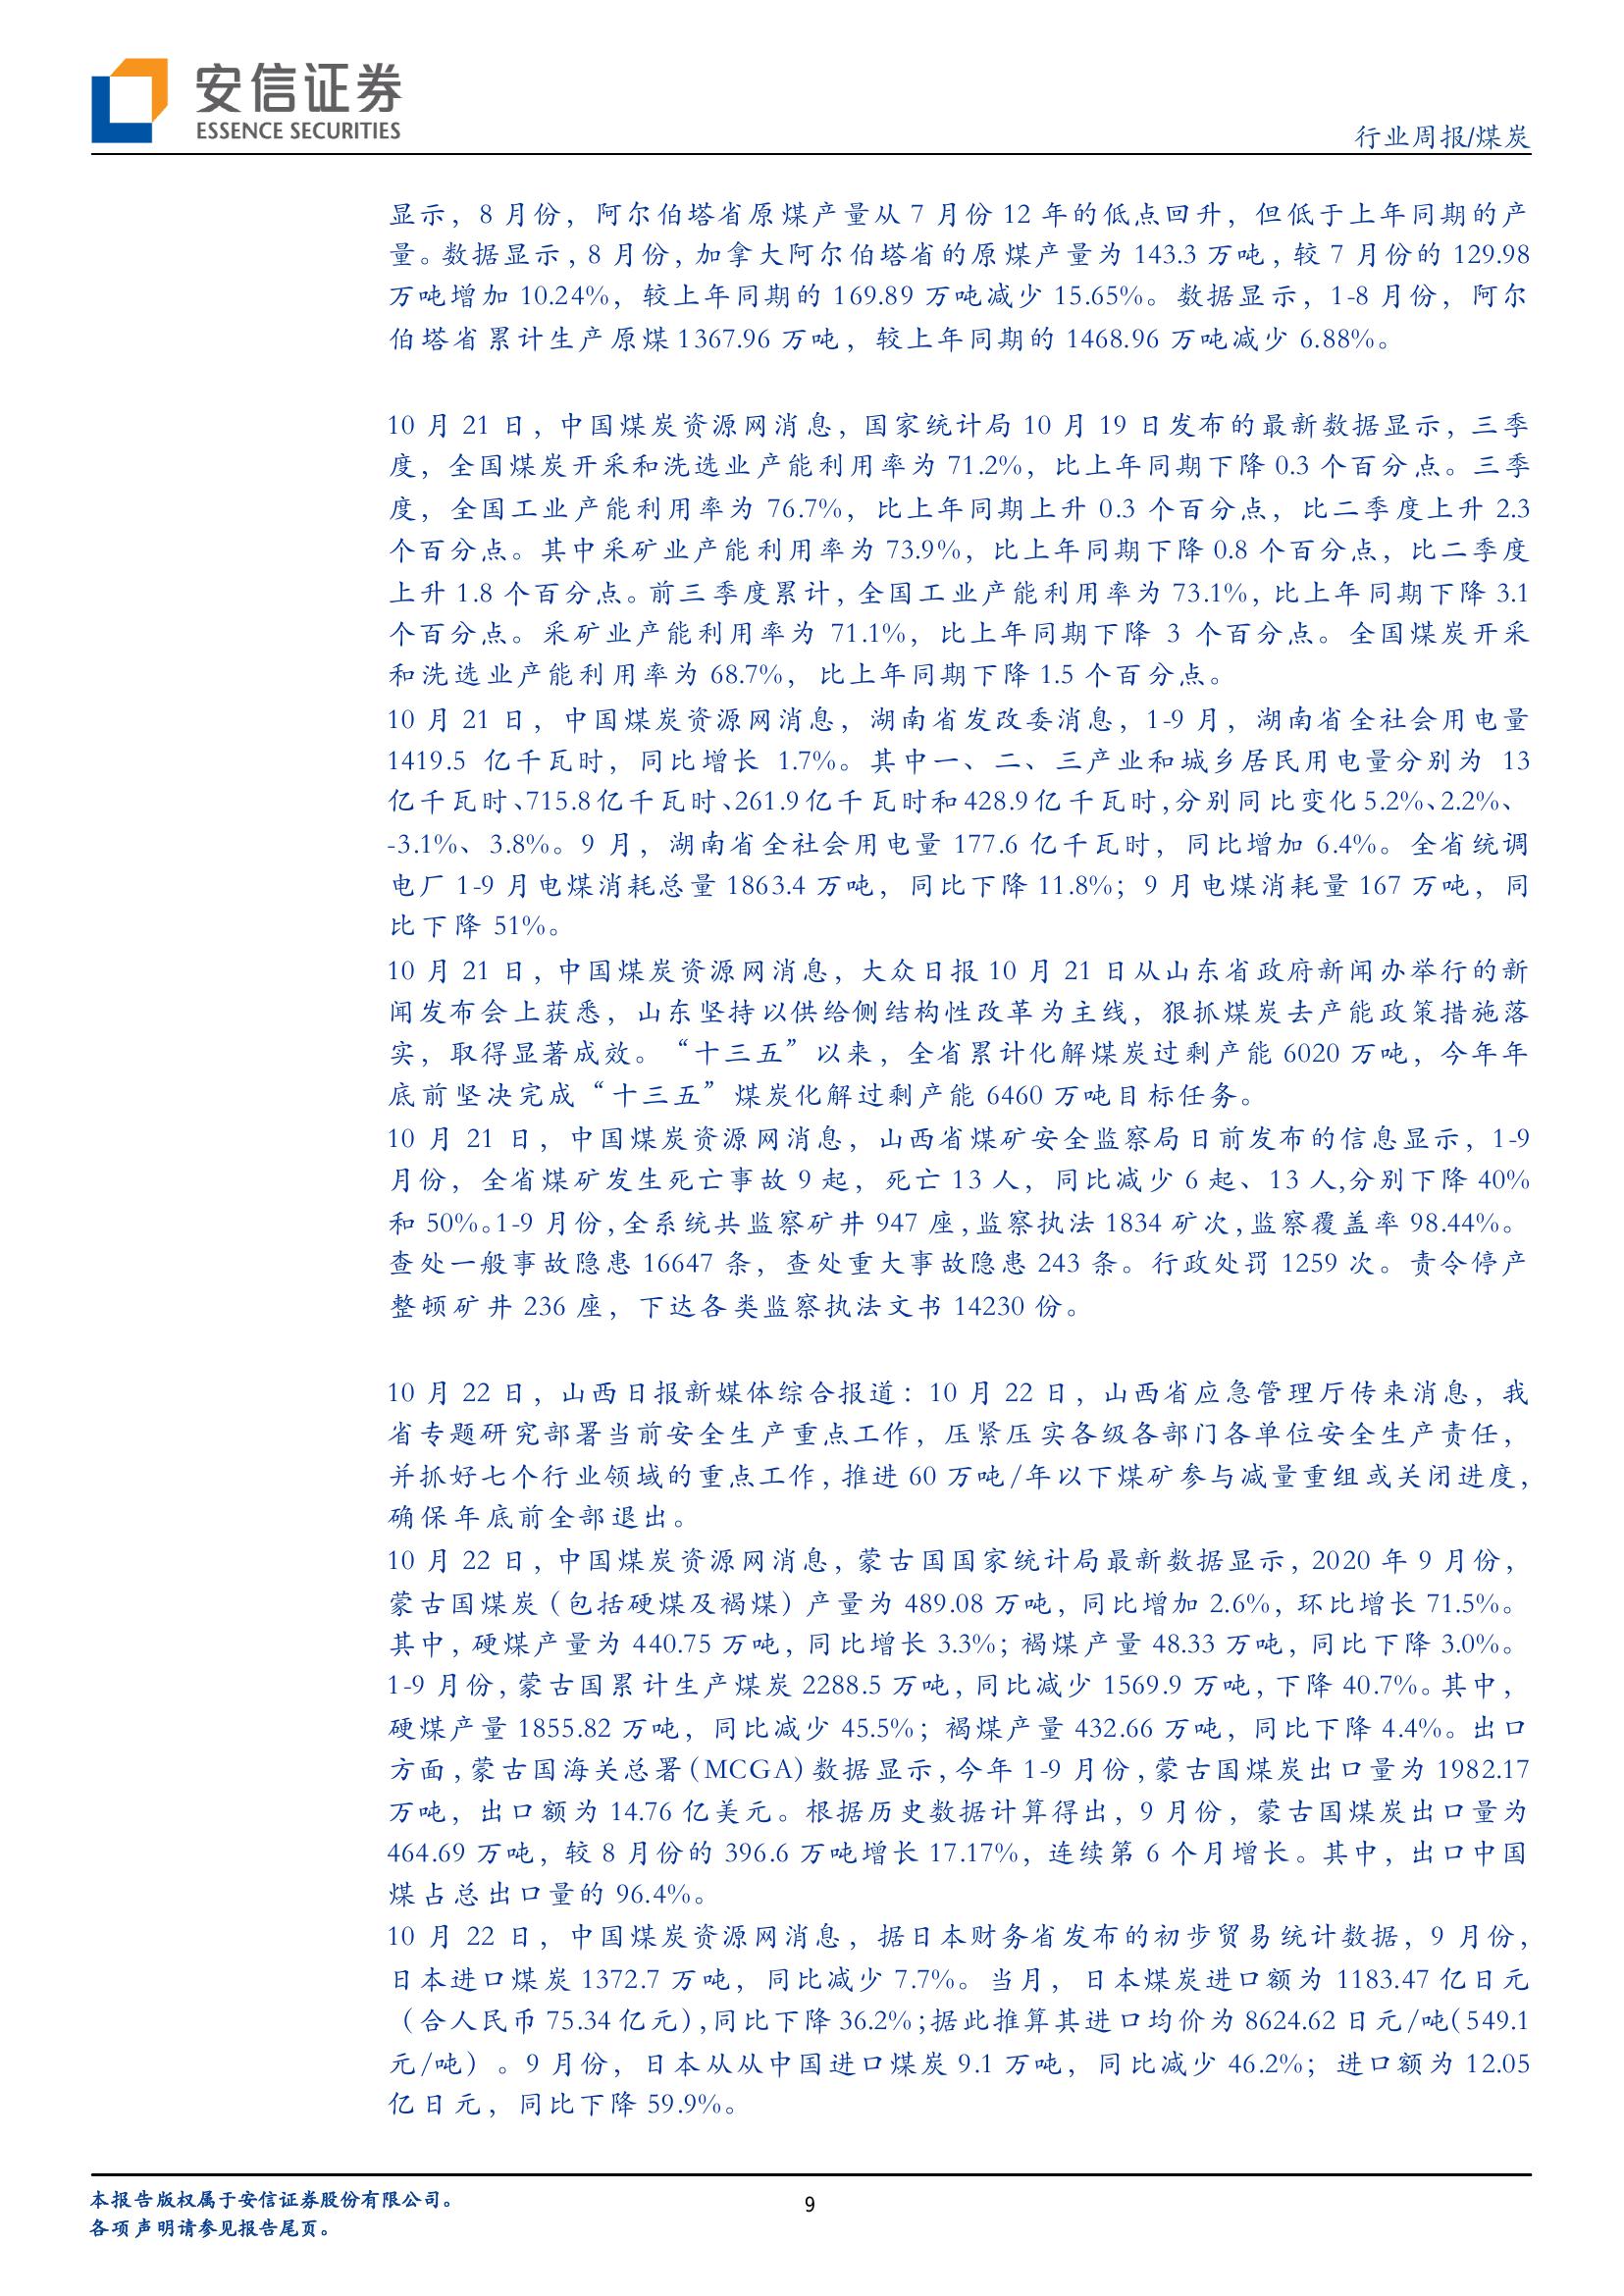 安信证券
ESSENCE SECURITIES
行业周报/煤炭
显示，8 月份，阿尔伯塔省原煤产量从 7 月份 12 年的低点回升，但低于上年同期的产
量。数据显示，8 月份，加拿大阿尔伯塔省的原煤产量为 143.3 万吨，较 7 月份的 129.98
万吨增加 10.24%，较上年同期的 169.89 万吨减少 15.65%。数据显示，1-8 月份，阿尔
伯塔省累计生产原煤 1367.96 万吨，较上年同期的 1468.96 万吨减少 6.88%。
10 月 21 日，中国煤炭资源网消息，国家统计局 10 月 19 日发布的最新数据显示，三季
度，全国煤炭开采和洗选业产能利用率为 71.2%，比上年同期下降 0.3 个百分点。三季
度，全国工业产能利用率为 76.7%，比上年同期上升 0.3 个百分点，比二季度上升 2.3
个百分点。其中采矿业产能利用率为 73.9%，比上年同期下降 0.8 个百分点，比二季度
上升 1.8 个百分点。前三季度累计，全国工业产能利用率为 73.1%，比上年同期下降 3.1
个百分点。采矿业产能利用率为 71.1%，比上年同期下降 3 个百分点。全国煤炭开采
和洗选业产能利用率为 68.7%，比上年同期下降 1.5 个百分点。
10 月 21 日，中国煤炭资源网消息，湖南省发改委消息，1-9 月，湖南省全社会用电量
1419.5 亿千瓦时，同比增长 1.7%。其中一、二、三产业和城乡居民用电量分别为 13
亿千瓦时、715.8 亿千瓦时、261.9 亿千瓦时和 428.9 亿千瓦时,分别同比变化 5.2%、2.2%、
-3.1%、3.8%。9 月，湖南省全社会用电量 177.6 亿千瓦时，同比增加 6.4%。全省统调
电厂 1-9 月电煤消耗总量 1863.4 万吨，同比下降 11.8%；9 月电煤消耗量 167 万吨，同
比下降 51%。
10 月 21 日，中国煤炭资源网消息，大众日报 10 月 21 日从山东省政府新闻办举行的新
闻发布会上获悉，山东坚持以供给侧结构性改革为主线，狠抓煤炭去产能政策措施落
实，取得显著成效。“十三五”以来，全省累计化解煤炭过剩产能 6020 万吨，今年年
底前坚决完成“十三五”煤炭化解过剩产能 6460 万吨目标任务。
10 月 21 日，中国煤炭资源网消息，山西省煤矿安全监察局日前发布的信息显示，1-9
月份，全省煤矿发生死亡事故 9 起，死亡 13 人，同比减少 6 起、13 人,分别下降 40%
和 50%。1-9 月份，全系统共监察矿井 947 座，监察执法 1834 矿次，监察覆盖率 98.44%。
查处一般事故隐患 16647 条，查处重大事故隐患 243 条。行政处罚 1259 次。责令停产
整顿矿井 236 座，下达各类监察执法文书 14230 份。
10 月 22 日，山西日报新媒体综合报道：10 月 22 日，山西省应急管理厅传来消息，我
省专题研究部署当前安全生产重点工作，压紧压实各级各部门各单位安全生产责任，
并抓好七个行业领域的重点工作，推进 60 万吨/年以下煤矿参与减量重组或关闭进度，
确保年底前全部退出。
10 月 22 日，中国煤炭资源网消息，蒙古国国家统计局最新数据显示，2020 年 9 月份，
蒙古国煤炭（包括硬煤及褐煤）产量为 489.08 万吨，同比增加 2.6%，环比增长 71.5%。
其中，硬煤产量为 440.75 万吨，同比增长 3.3%；褐煤产量 48.33 万吨，同比下降 3.0%。
1-9 月份，蒙古国累计生产煤炭 2288.5 万吨，同比减少 1569.9 万吨，下降 40.7%。其中，
硬煤产量 1855.82 万吨，同比减少 45.5%；褐煤产量 432.66 万吨，同比下降 4.4%。出口
方面，蒙古国海关总署（MCGA）数据显示，今年 1-9 月份，蒙古国煤炭出口量为 1982.17
万吨，出口额为 14.76 亿美元。根据历史数据计算得出，9 月份，蒙古国煤炭出口量为
464.69 万吨，较 8 月份的 396.6 万吨增长 17.17%，连续第 6 个月增长。其中，出口中国
煤占总出口量的 96.4%。
10 月 22 日，中国煤炭资源网消息，据日本财务省发布的初步贸易统计数据，9 月份，
日本进口煤炭 1372.7 万吨，同比减少 7.7%。当月，日本煤炭进口额为 1183.47 亿日元
（合人民币 75.34 亿元），同比下降 36.2%；据此推算其进口均价为 8624.62 日元/吨（549.1
元/吨）。9 月份，日本从从中国进口煤炭 9.1 万吨，同比减少 46.2%；进口额为 12.05
亿日元，同比下降 59.9%。
本报告版权属于安信证券股份有限公司。
9
各项声明请参见报告尾页。